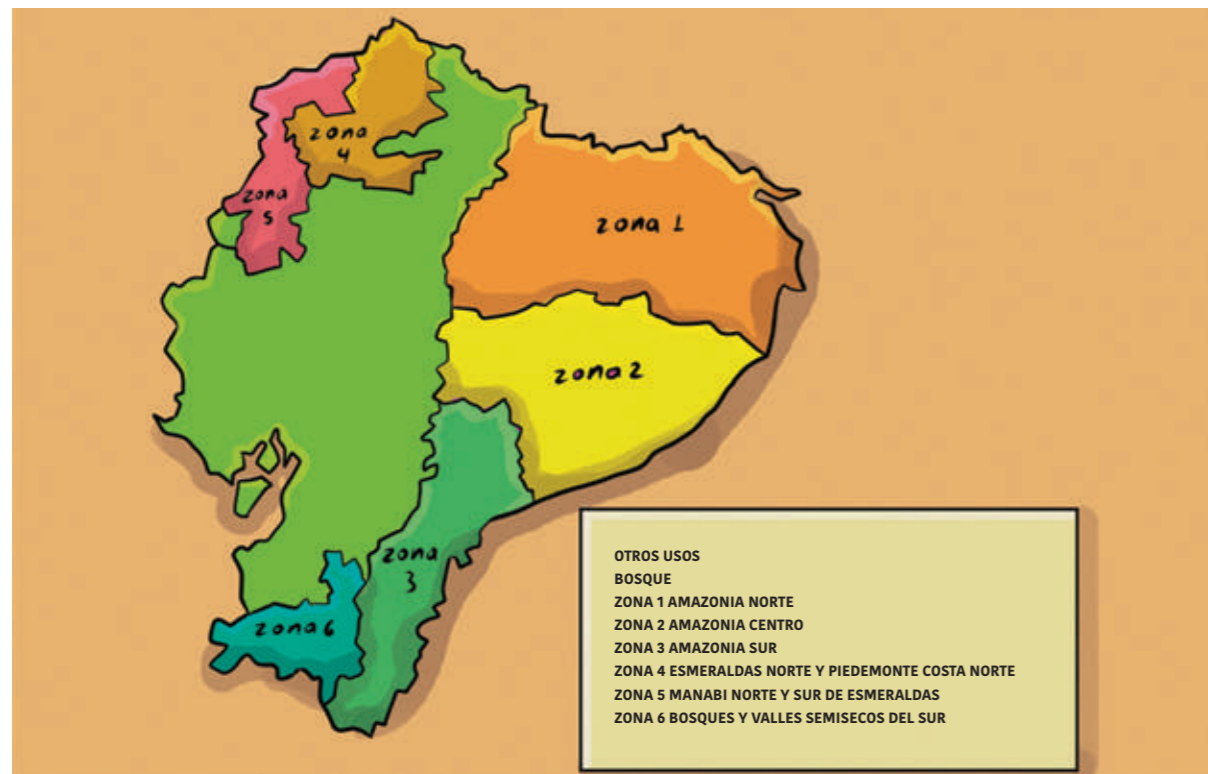 zona
4
zona
5
zona 1
zona 2
zona
3
zona 6
OTROS USOS
BOSQUE
ZONA 1 AMAZONIA NORTE
ZONA 2 AMAZONIA CENTRO
ZONA 3 AMAZONIA SUR
ZONA 4 ESMERALDAS NORTE Y PIEDEMONTE COSTA NORTE
ZONA 5 MANABI NORTE Y SUR DE ESMERALDAS
ZONA 6 BOSQUES Y VALLES SEMISECOS DEL SUR